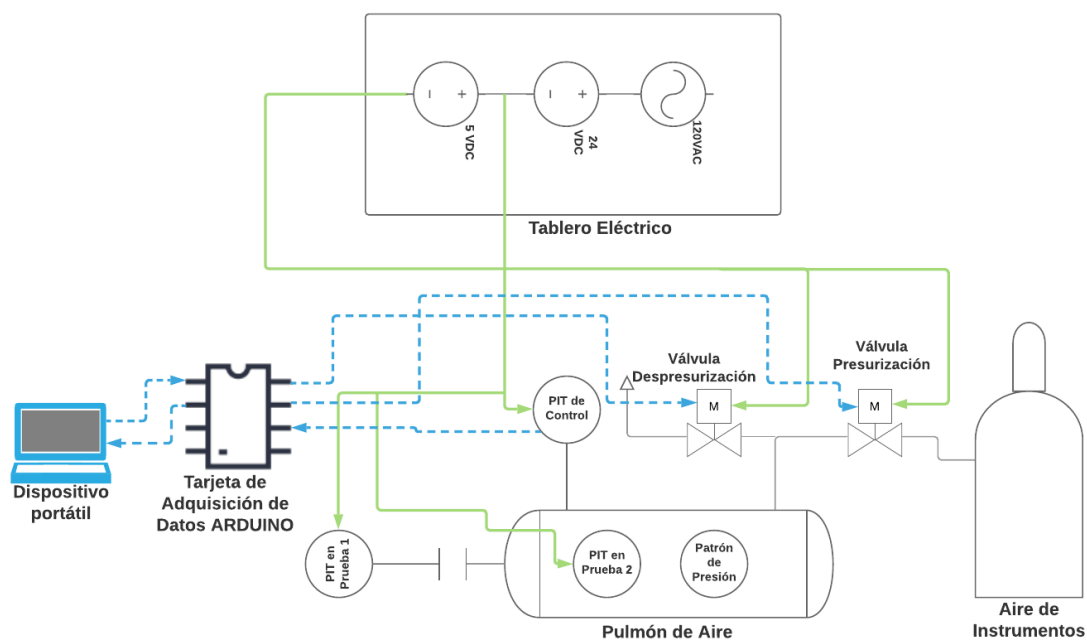 − +
− +
5 VDC
24
VDC
120VAC
Tablero Eléctrico
Válvula
Despresurización
Válvula
Presurización
M
M
PIT de
Control
Dispositivo
portátil
Tarjeta de
Adquisición de
Datos ARDUINO
PIT en
Prueba 1
PIT en
Prueba 2
Patrón
de
Presión
Pulmón de Aire
Aire de
Instrumentos